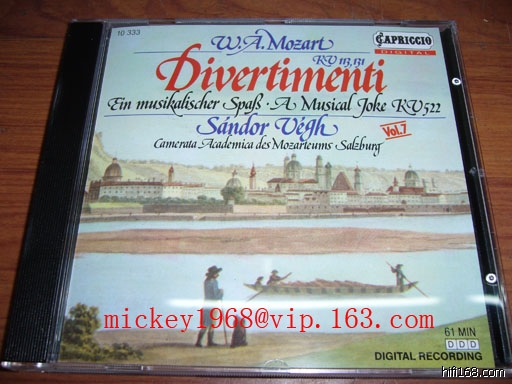 10 333
W.A.Mozart
CAPRICCIO
DIGITAL
KV 113,131
Divertimenti
Ein musikalischer Spaß · A Musical Joke KV 522
Sándor Végh
Vol.7
Camerata Academica des Mozarteums Salzburg
mickey1968@vip.163.com
61 MIN
DDD
DIGITAL RECORDING
hifi168.com